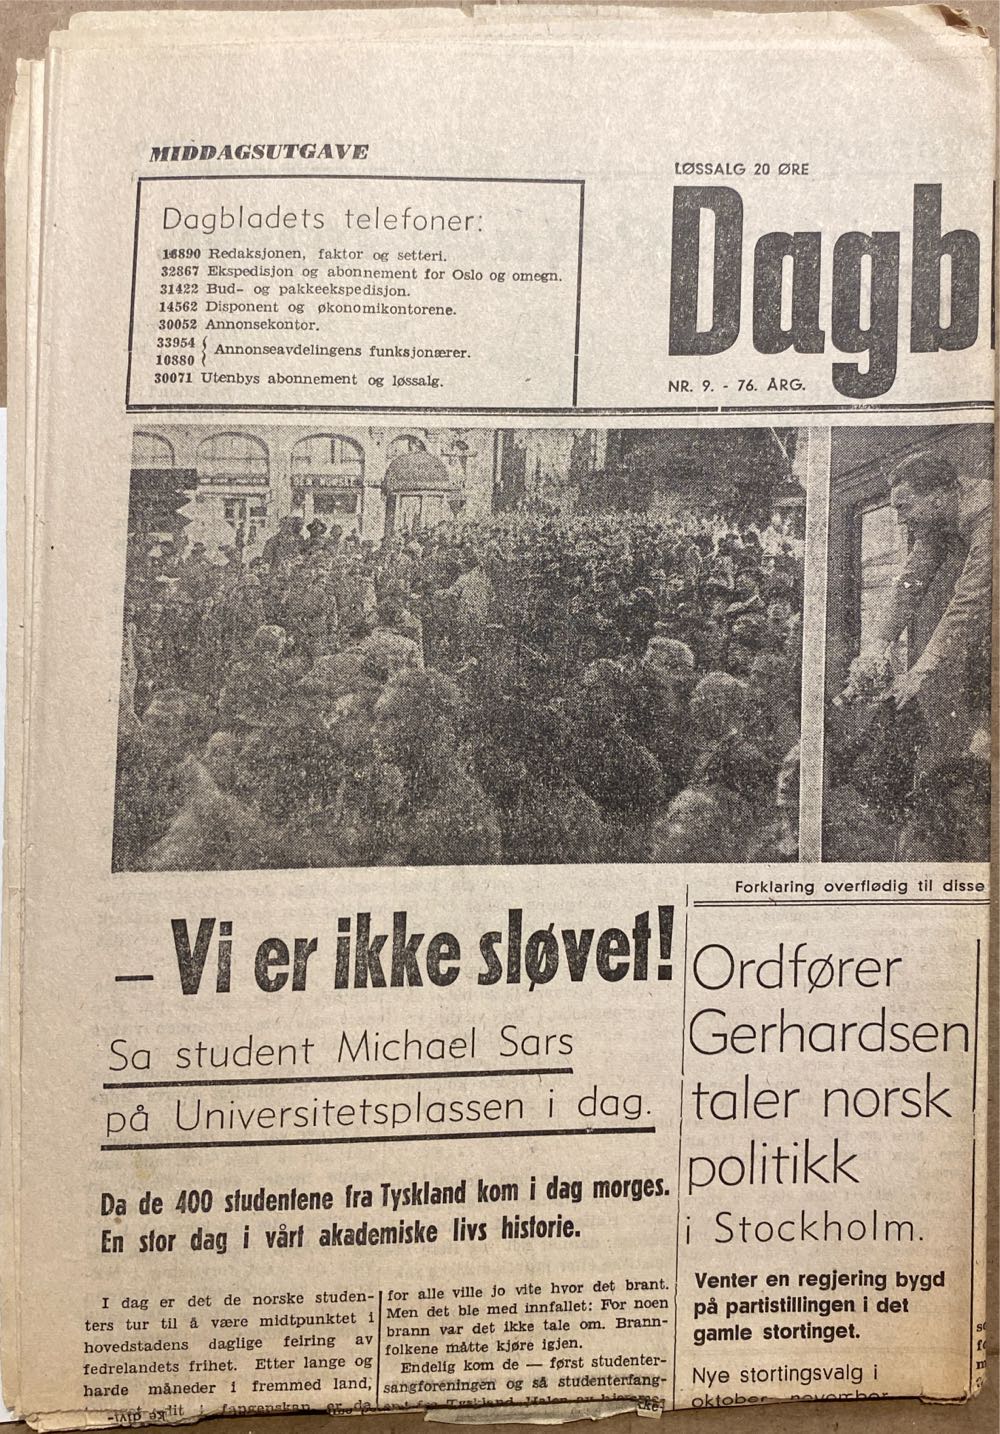 MIDDAGSUTGAVE
Dagbladets telefoner:
16890 Redaksjonen, faktor og setteri.
32867 Ekspedisjon og abonnement for Oslo og omegn.
31422 Bud- og pakkeekspedisjon.
14562 Disponent og økonomikontorene.
30052 Annonsekontor.
33954
10880 Annonseavdelingens funksjonærer.
30071 Utenbys abonnement og løssalg.
LØSSALG 20 ØRE
Dagb
NR. 9. - 76. ÅRG.
Forklaring overflødig til disse
– Vi er ikke sløvet!
Sa student Michael Sars
på Universitetsplassen i dag.
Da de 400 studentene fra Tyskland kom i dag morges.
En stor dag i vårt akademiske livs historie.
I dag er det de norske studen-
ters tur til å være midtpunktet i
hovedstadens daglige feiring av
fedrelandets frihet. Etter lange og
harde måneder i fremmed land,
for alle ville jo vite hvor det brant.
Men det ble med innfallet: For noen
brann var det ikke tale om. Brann-
folkene måtte kjøre igjen.
Endelig kom de — først studenter-
sangforeningen og så studenterfang-
Ordfører
Gerhardsen
taler norsk
politikk
i Stockholm.
Venter en regjering bygd
på partistillingen i det
gamle stortinget.
Nye stortingsvalg i